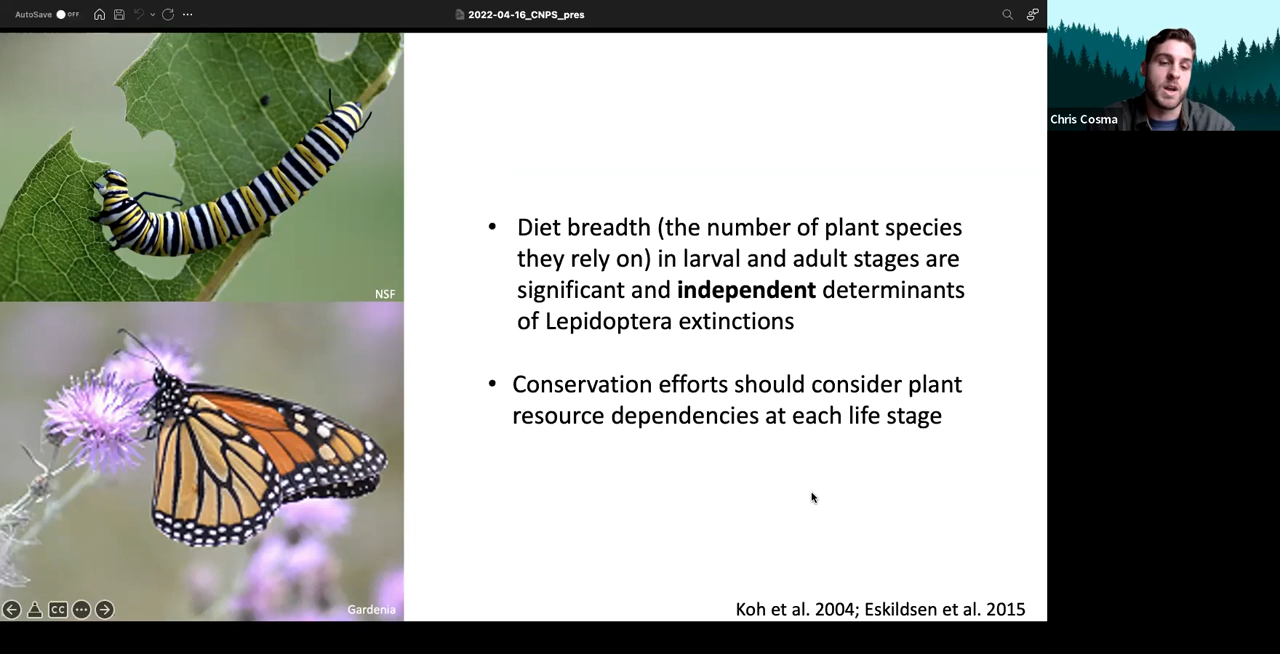 AutoSave OFF
2022-04-16_CNPS_pres
Chris Cosma
NSF
• Diet breadth (the number of plant species
they rely on) in larval and adult stages are
significant and independent determinants
of Lepidoptera extinctions
• Conservation efforts should consider plant
resource dependencies at each life stage
CC
Gardenia
Koh et al. 2004; Eskildsen et al. 2015